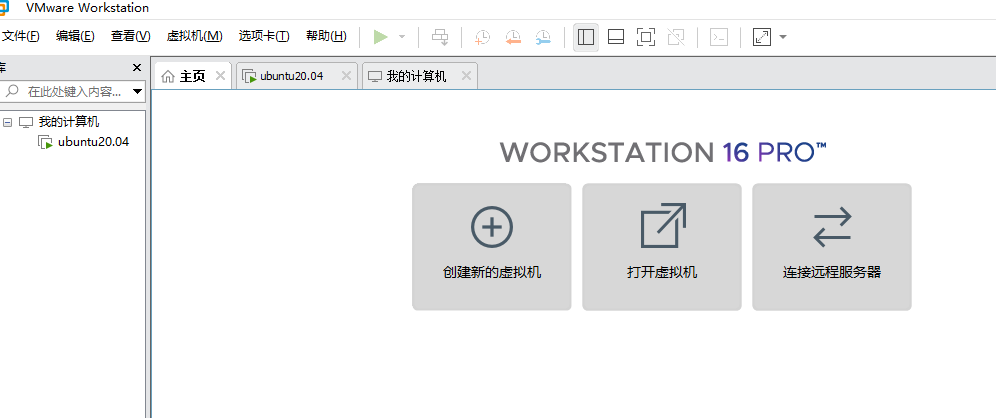 VMware Workstation
文件(F) 编辑(E) 查看(V) 虚拟机(M) 选项卡(T) 帮助(H)
库
主页 ubuntu20.04 我的计算机
在此处键入内容...
我的计算机
ubuntu20.04
WORKSTATION 16 PRO™
创建新的虚拟机 打开虚拟机 连接远程服务器